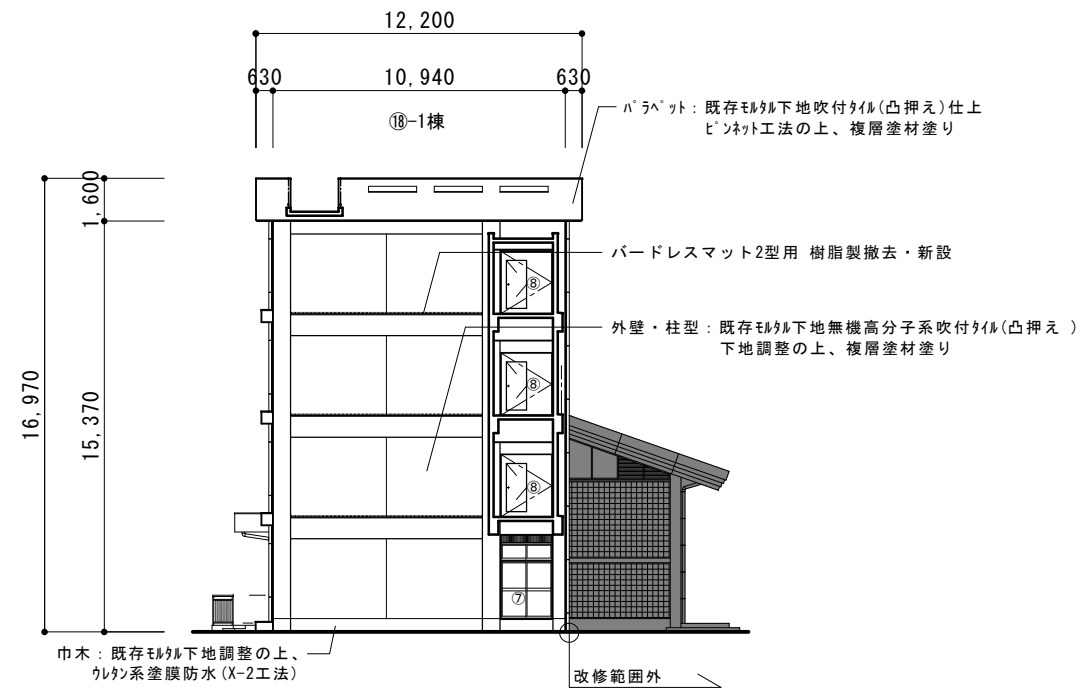 12,200
630 10,940 630
⑱-1棟
パラペット：既存モルタル下地吹付タイル(凸押え)仕上
ピンネット工法の上、複層塗材塗り
1,600
バードレスマット2型用 樹脂製撤去・新設
⑧
外壁・柱型：既存モルタル下地無機高分子系吹付タイル(凸押え )
下地調整の上、複層塗材塗り
⑧
16,970
15,370
⑧
⑦
巾木：既存モルタル下地調整の上、
ウレタン系塗膜防水(X-2工法)
改修範囲外